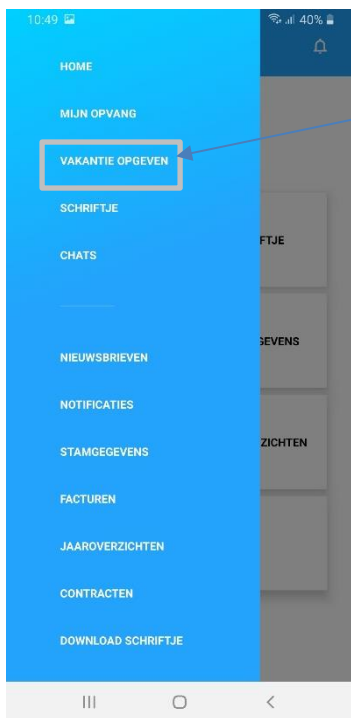 10:49 40%
HOME
MIJN OPVANG
VAKANTIE OPGEVEN
SCHRIFTJE
FTJE
CHATS
GEVENS
NIEUWSBRIEVEN
NOTIFICATIES
ZICHTEN
STAMGEGEVENS
FACTUREN
JAAROVERZICHTEN
CONTRACTEN
DOWNLOAD SCHRIFTJE